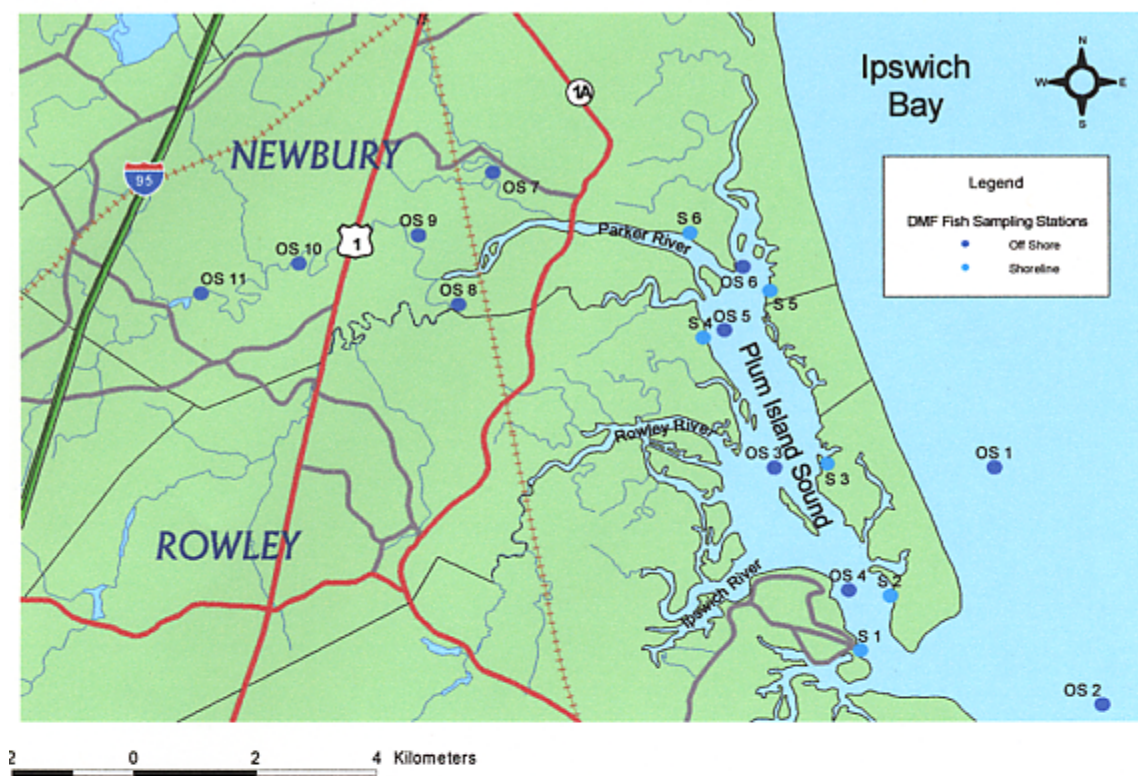 Ipswich
Bay
N
W
E
S
1A
NEWBURY
95
OS 7
Legend
DMF Fish Sampling Stations
Off Shore
Shoreline
OS 9
S 6
Parker River
1
OS 10
OS 11
OS 8
OS 6
S 5
S 4
OS 5
Plum Island Sound
Rowley River
OS 3
S 3
OS 1
ROWLEY
Ipswich River
OS 4
S 2
S 1
OS 2
2
0
2
4 Kilometers